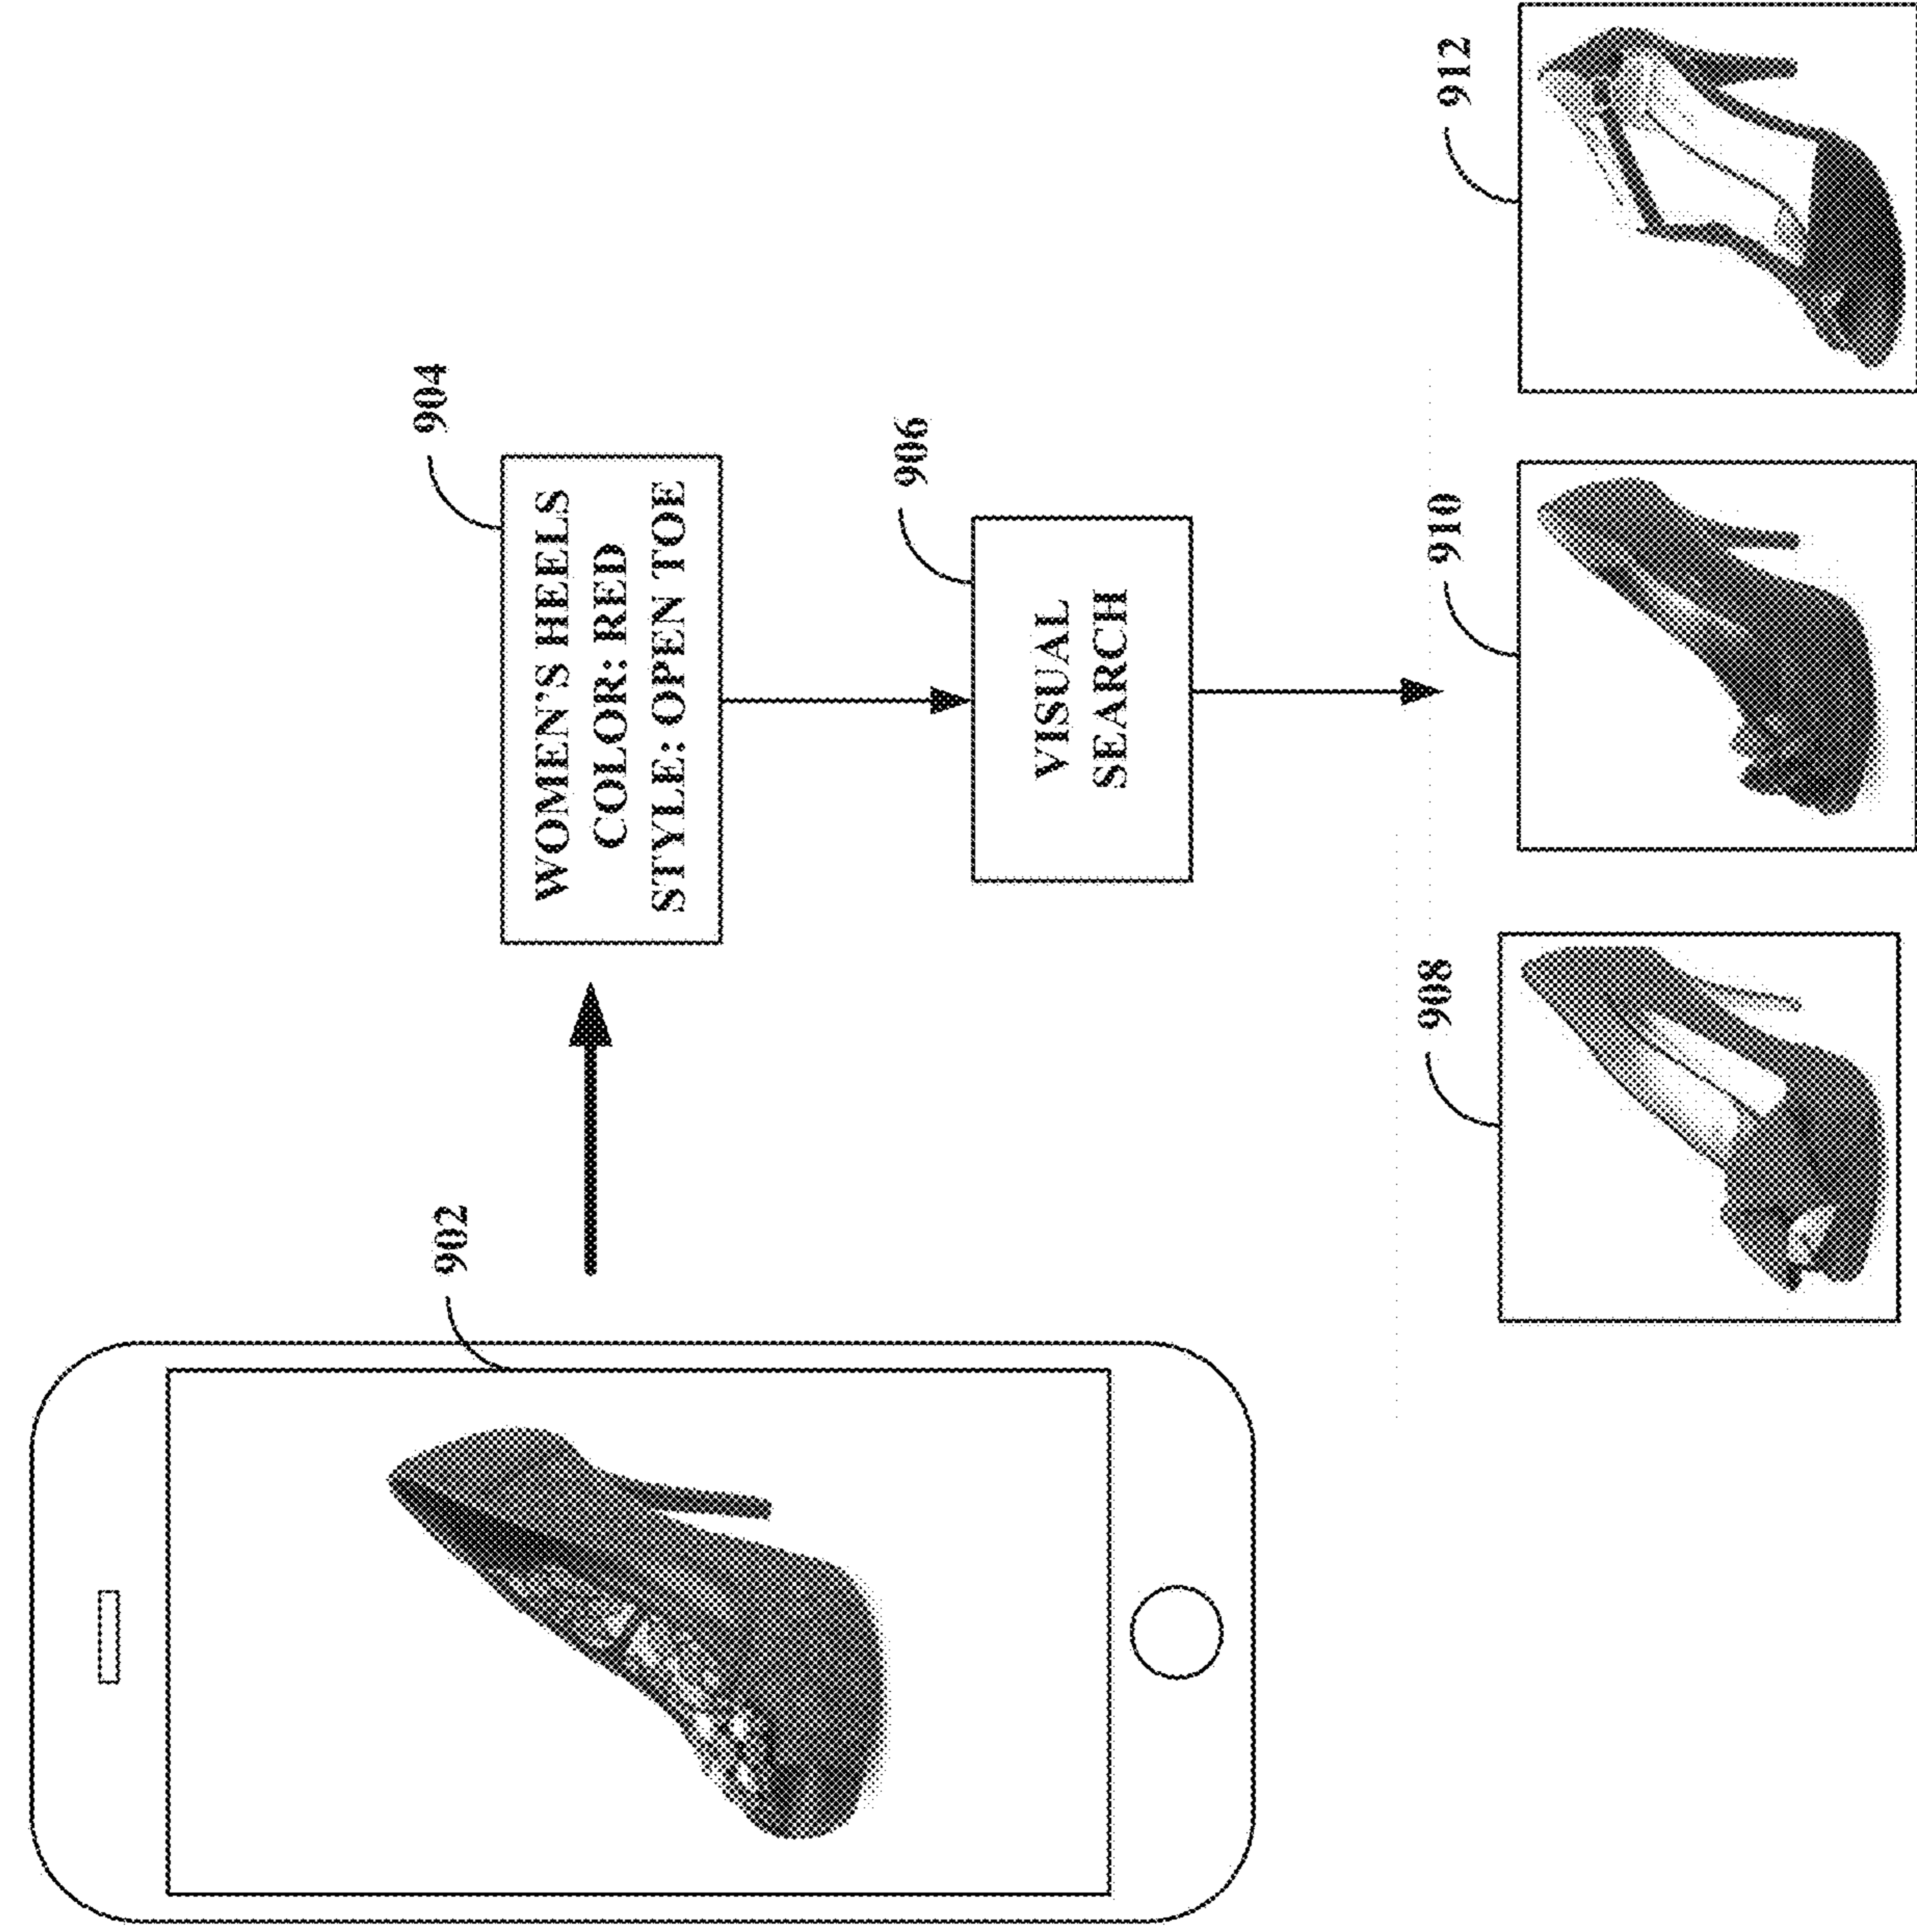 902
904
WOMEN'S HEELS
COLOR: RED
STYLE: OPEN TOE
906
VISUAL
SEARCH
908
910
912